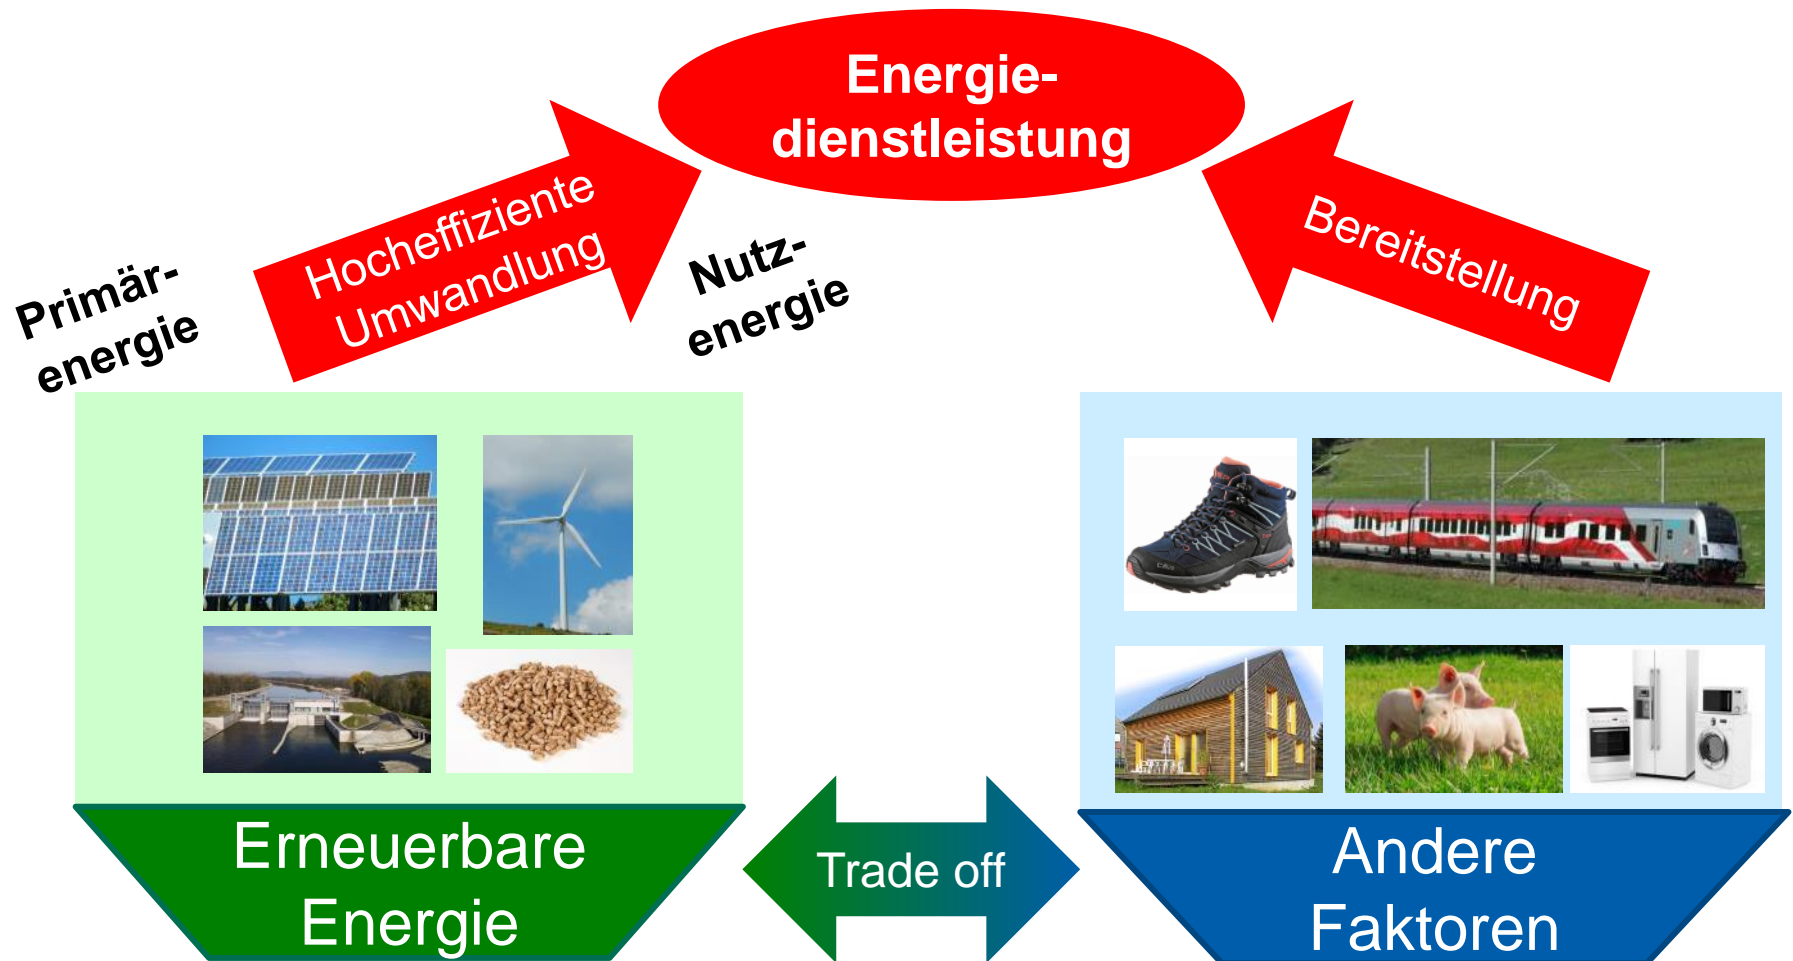 Energie-
dienstleistung
Hocheffiziente
Umwandlung
Bereitstellung
Primär-
energie
Nutz-
energie
Erneuerbare
Energie
Trade off
Andere
Faktoren